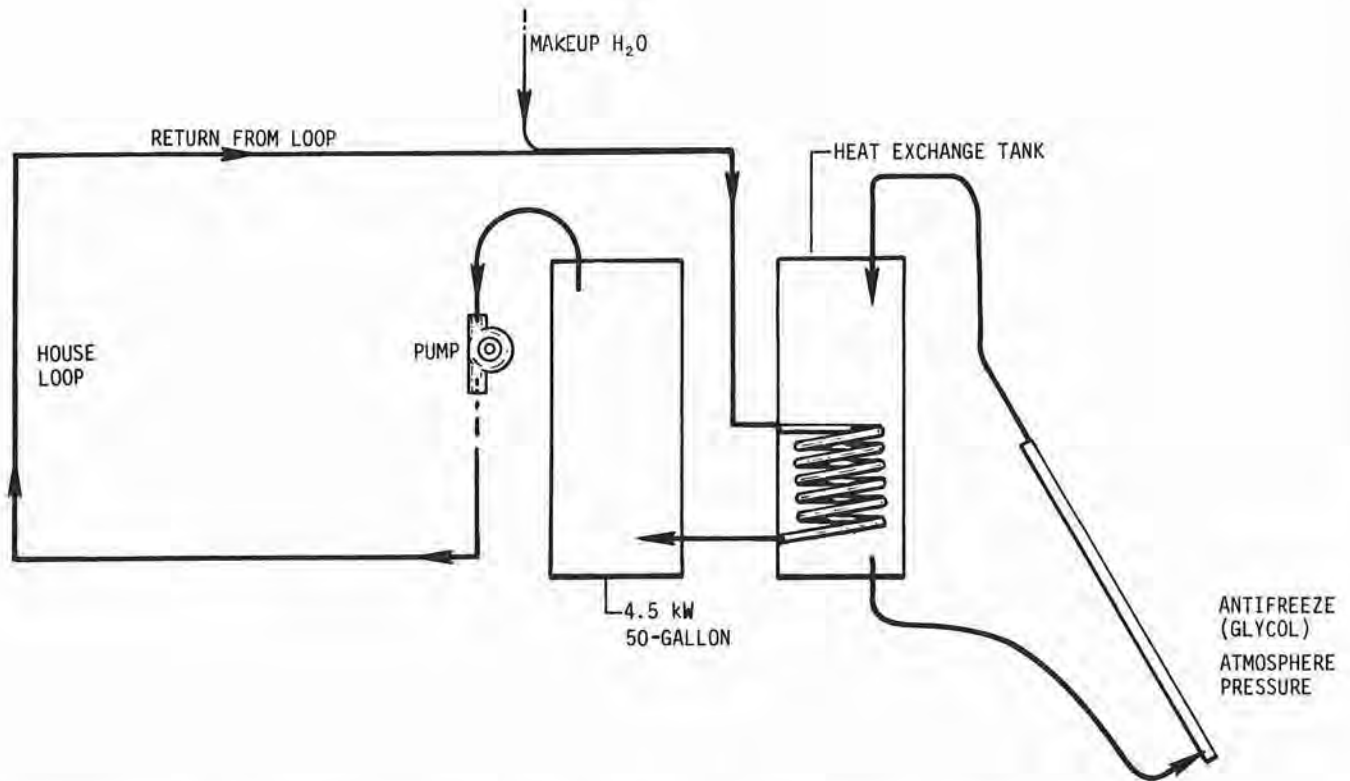 MAKEUP H₂O
RETURN FROM LOOP
HEAT EXCHANGE TANK
HOUSE
LOOP
PUMP
4.5 kW
50-GALLON
ANTIFREEZE
(GLYCOL)
ATMOSPHERE
PRESSURE